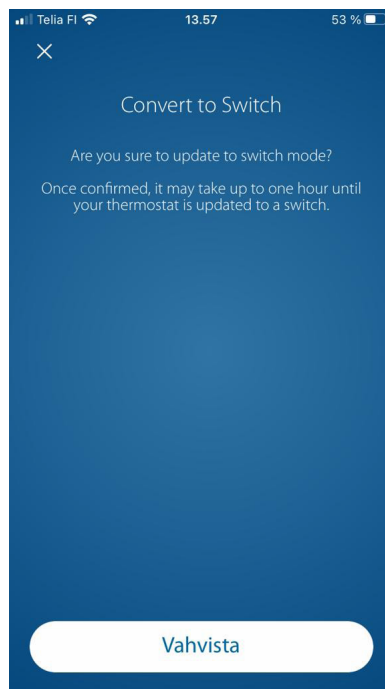 Telia FI 13.57 53 %
Convert to Switch
Are you sure to update to switch mode?
Once confirmed, it may take up to one hour until
your thermostat is updated to a switch.
Vahvista